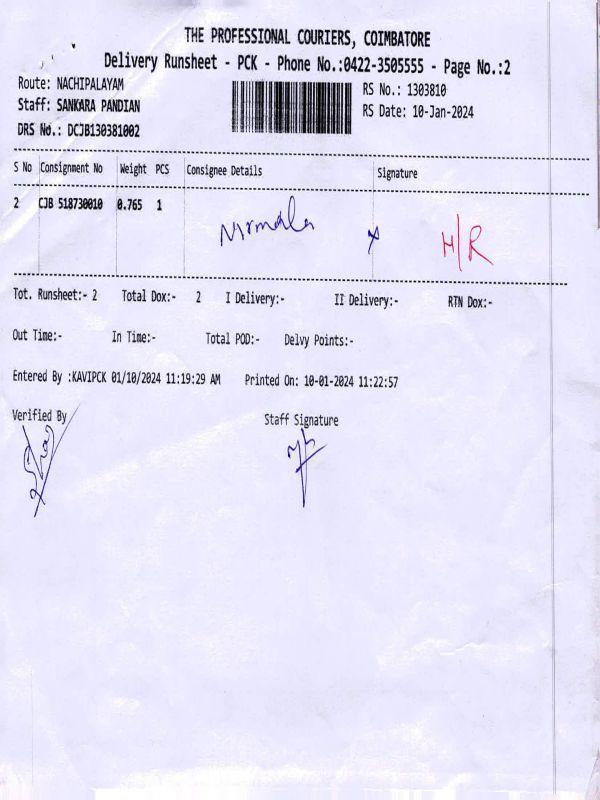 THE PROFESSIONAL COURIERS, COIMBATORE
Delivery Runsheet - PCK - Phone No.:0422-3505555 - Page No.:2
Route: NACHIPALAYAM
Staff: SANKARA PANDIAN
DRS No.: DCJB130381002
RS No.: 1303810
RS Date: 10-Jan-2024
S No Consignment No Weight PCS Consignee Details Signature
2 CJB 518730010 0.765 1 Nirmala x H/R
Tot. Runsheet:- 2 Total Dox:- 2 I Delivery:- II Delivery:- RTN Dox:-
Out Time:- In Time:- Total POD:- Delvy Points:-
Entered By :KAVIPCK 01/10/2024 11:19:29 AM Printed On: 10-01-2024 11:22:57
Verified By Staff Signature